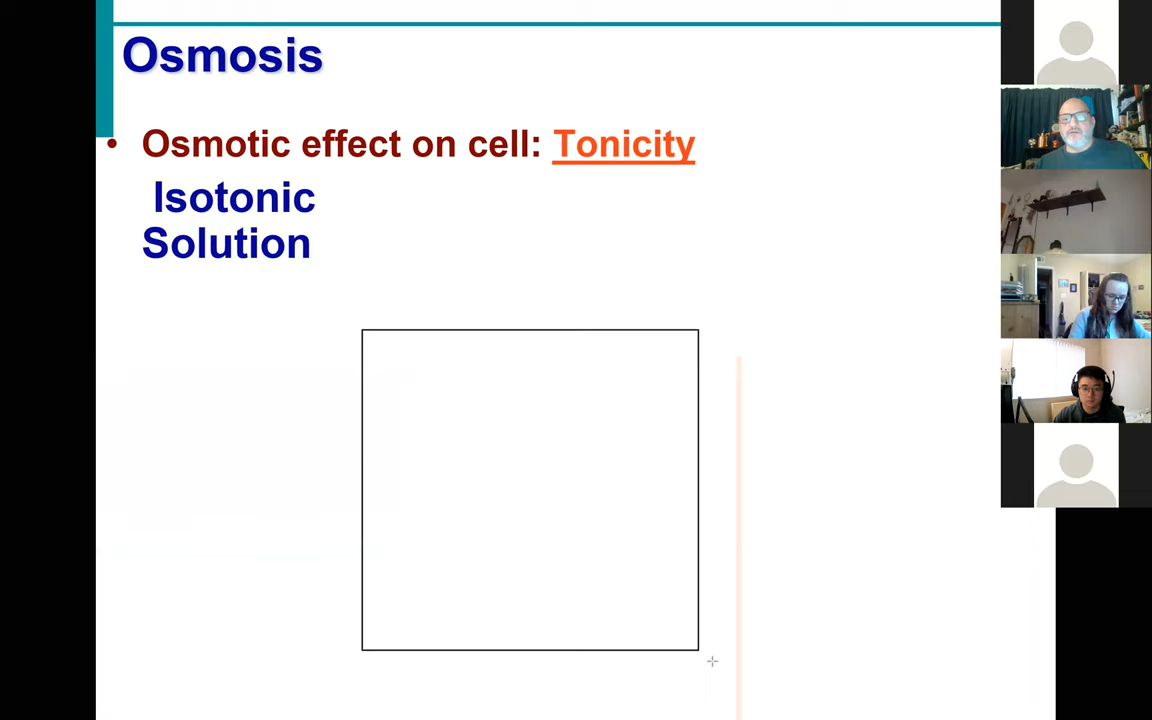 Osmosis
• Osmotic effect on cell: Tonicity
Isotonic
Solution